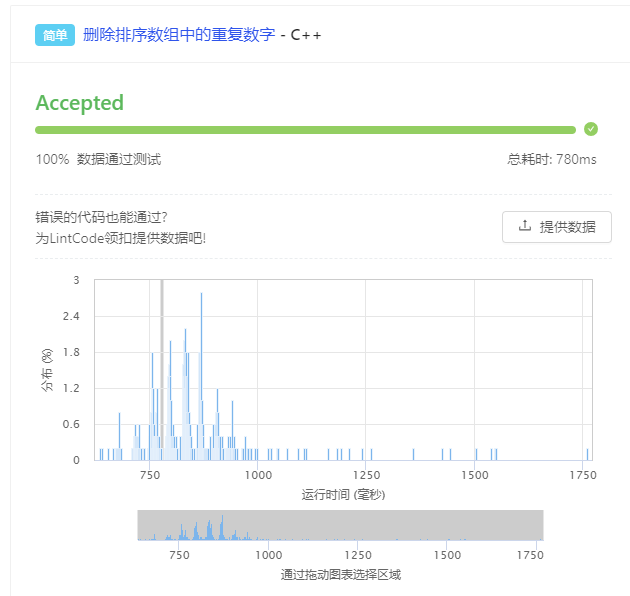 简单 删除排序数组中的重复数字 - C++
Accepted
100% 数据通过测试 总耗时: 780ms
错误的代码也能通过?
为LintCode领扣提供数据吧!
提供数据
3
2.4
1.8
1.2
0.6
0
分布 (%)
750 1000 1250 1500 1750
运行时间 (毫秒)
750 1000 1250 1500 1750
通过拖动图表选择区域